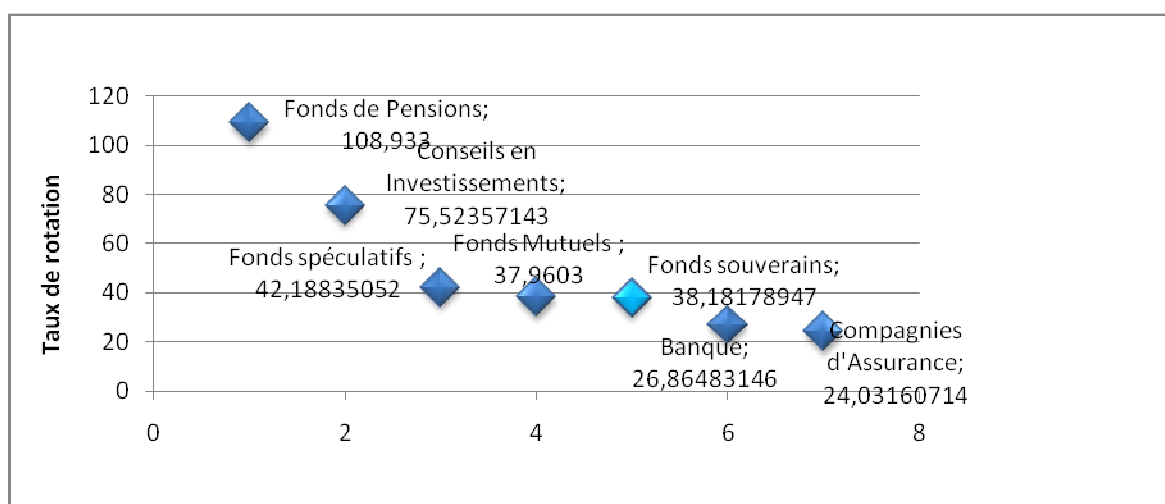 Taux de rotation
120
100
80
60
40
20
0
Fonds de Pensions;
108,933
Conseils en
Investissements;
75,52357143
Fonds spéculatifs ;
42,18835052
Fonds Mutuels ;
37,9603
Fonds souverains;
38,18178947
Banque;
26,86483146
Compagnies
d'Assurance;
24,03160714
0
2
4
6
8